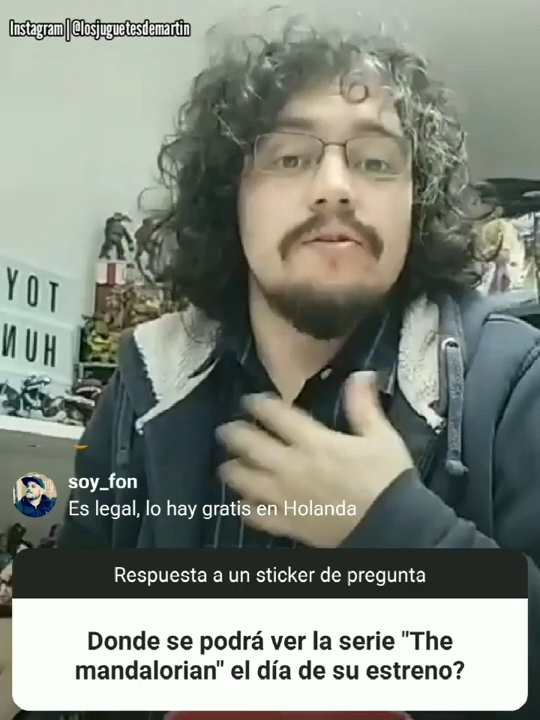 Instagram | @losjuguetesdemartin
YOT
NUH
soy_fon
Es legal, lo hay gratis en Holanda
Respuesta a un sticker de pregunta
Donde se podrá ver la serie "The
mandalorian" el día de su estreno?